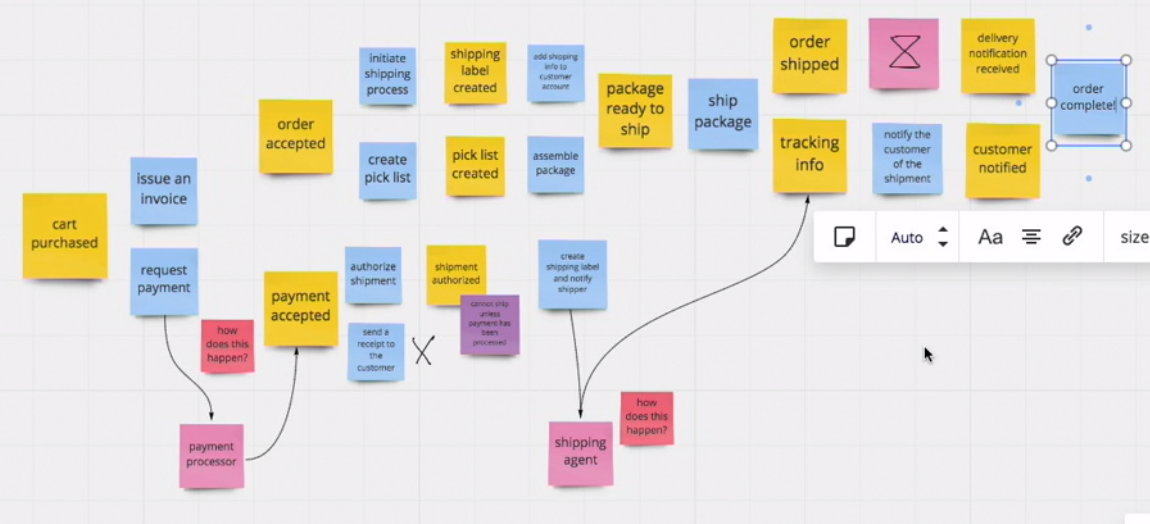 cart
purchased
issue an
invoice
request
payment
how
does this
happen?
payment
processor
order
accepted
payment
accepted
initiate
shipping
process
create
pick list
authorize
shipment
send a
receipt to
the
customer
shipping
label
created
pick list
created
shipment
authorized
cannot ship
unless
payment has
been
processed
add shipping
info to
customer
account
assemble
package
create
shipping label
and notify
shipper
shipping
agent
how
does this
happen?
package
ready to
ship
ship
package
order
shipped
tracking
info
notify the
customer
of the
shipment
delivery
notification
received
customer
notified
order
complete!
Auto
Aa
size